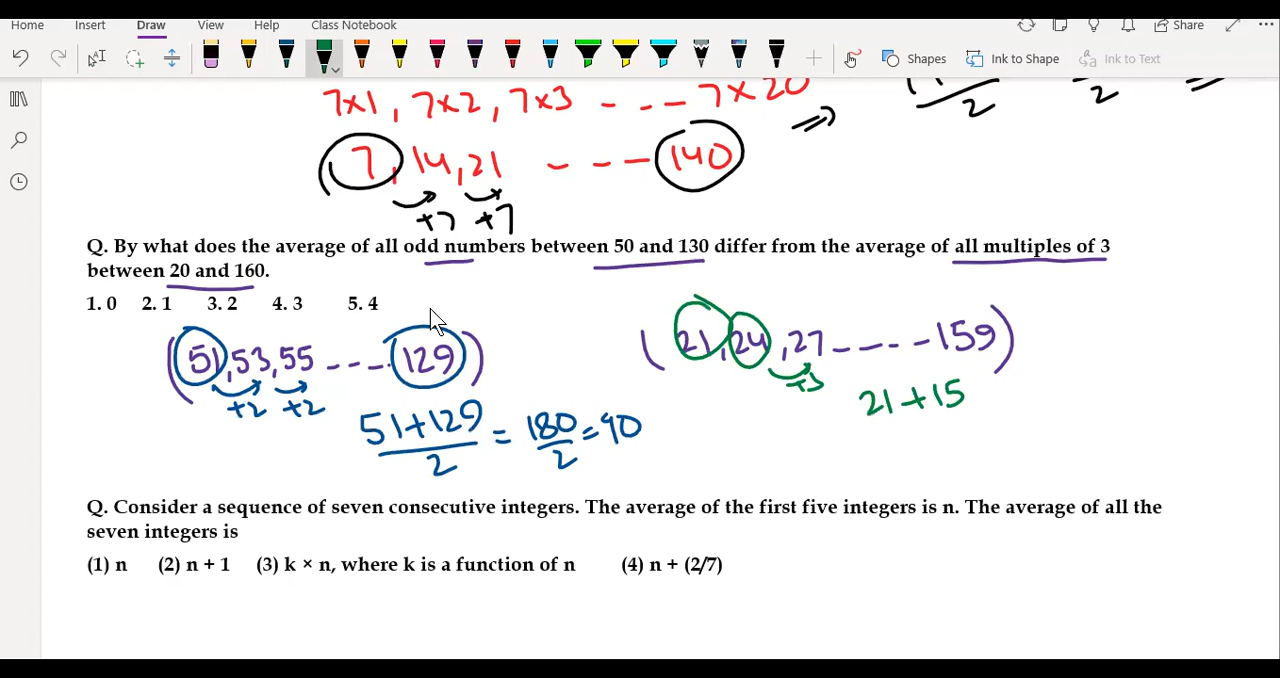 Home Insert Draw View Help Class Notebook Share
Shapes Ink to Shape Ink to Text
7x1, 7x2, 7x3 - - - 7 x 20 2 2
7, 14, 21 - - - 140
+7 +7
Q. By what does the average of all odd numbers between 50 and 130 differ from the average of all multiples of 3
between 20 and 160.
1. 0 2. 1 3. 2 4. 3 5. 4
(51, 53, 55 - - - - 129) (21, 24, 27 - - - - - 159)
+2 +2 +3
21 + 15
51+129 = 180 = 90
2 2
Q. Consider a sequence of seven consecutive integers. The average of the first five integers is n. The average of all the
seven integers is
(1) n (2) n + 1 (3) k × n, where k is a function of n (4) n + (2/7)